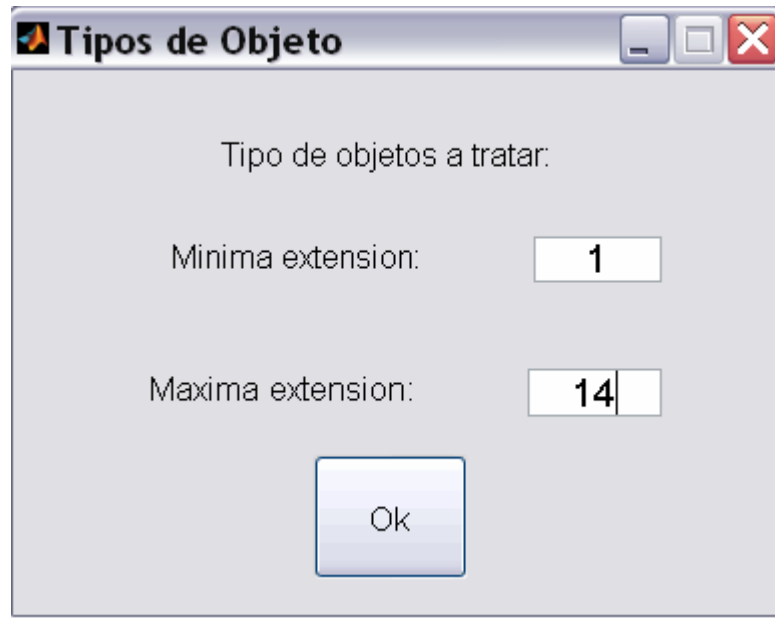 Tipos de Objeto
Tipo de objetos a tratar:
Minima extension: 1
Maxima extension: 14
Ok